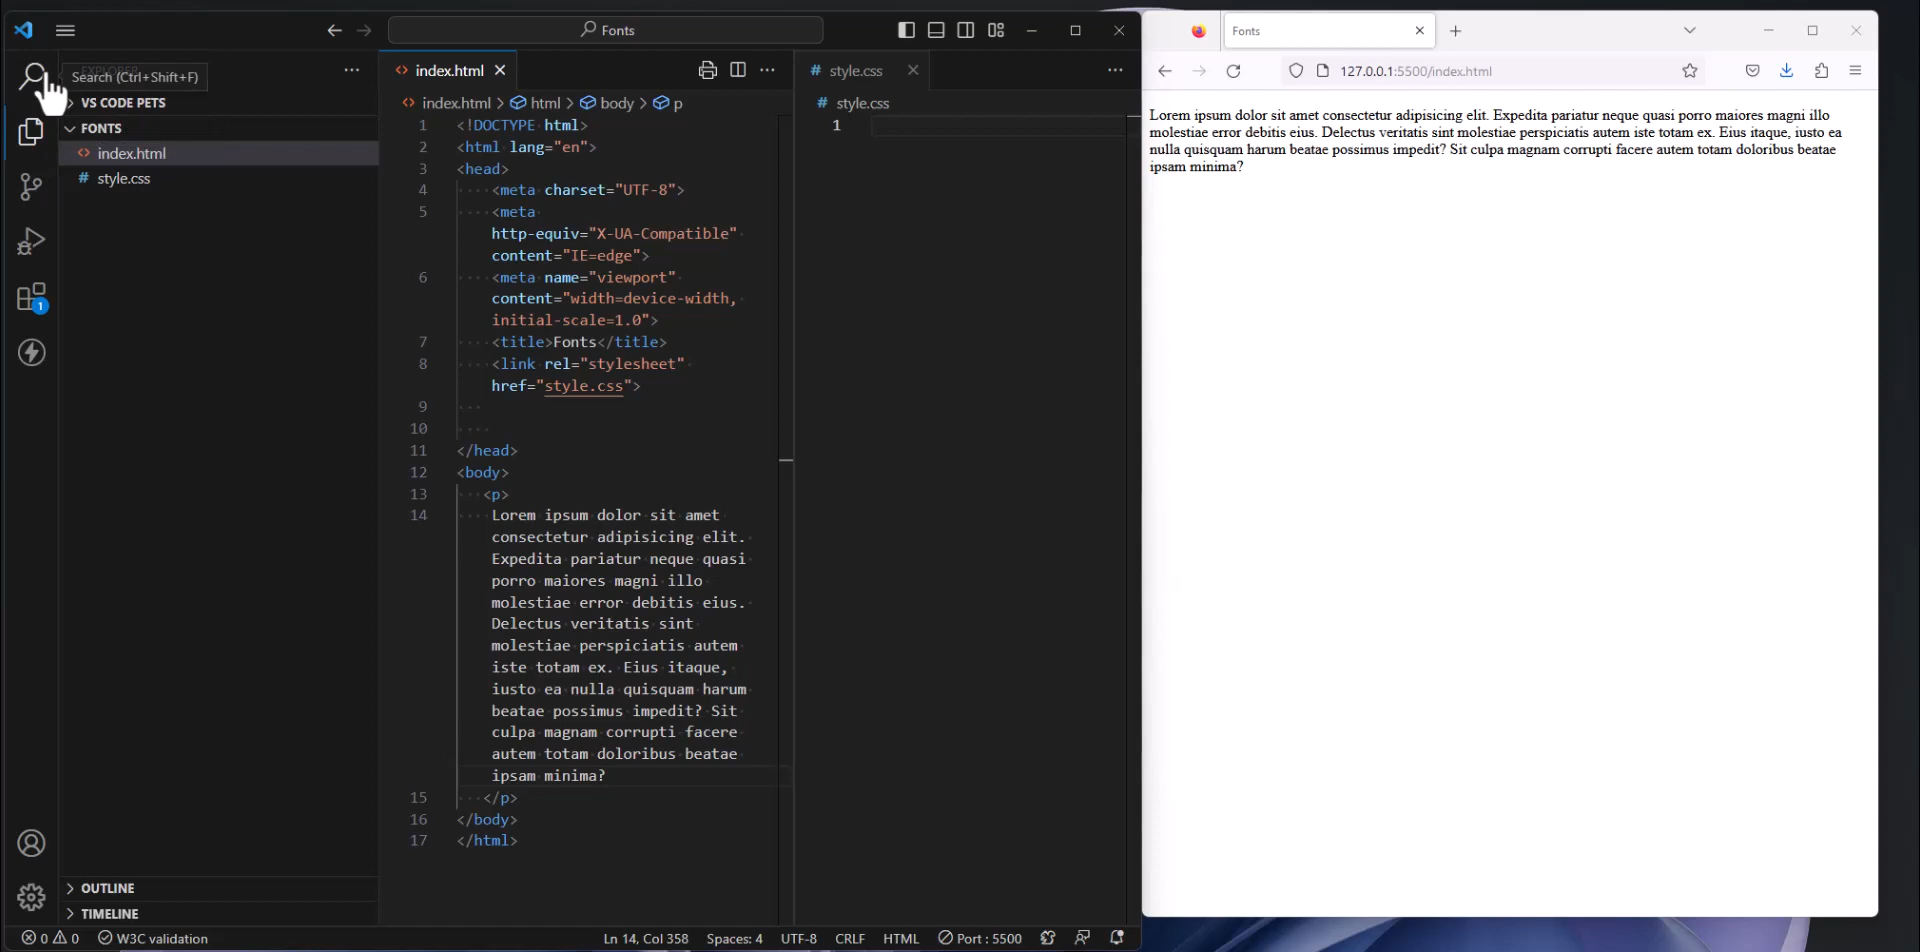 Fonts
Search (Ctrl+Shift+F)
VS CODE PETS
FONTS
index.html
style.css
1
OUTLINE
TIMELINE
index.html
index.html > html > body > p
1 <!DOCTYPE html>
2 <html lang="en">
3 <head>
4 <meta charset="UTF-8">
5 <meta
http-equiv="X-UA-Compatible"
content="IE=edge">
6 <meta name="viewport"
content="width=device-width,
initial-scale=1.0">
7 <title>Fonts</title>
8 <link rel="stylesheet"
href="style.css">
9
10
11 </head>
12 <body>
13 <p>
14 Lorem ipsum dolor sit amet
consectetur adipisicing elit.
Expedita pariatur neque quasi
porro maiores magni illo
molestiae error debitis eius.
Delectus veritatis sint
molestiae perspiciatis autem
iste totam ex. Eius itaque,
iusto ea nulla quisquam harum
beatae possimus impedit? Sit
culpa magnam corrupti facere
autem totam doloribus beatae
ipsam minima?
15 </p>
16 </body>
17 </html>
style.css
# style.css
1
0 0 W3C validation Ln 14, Col 358 Spaces: 4 UTF-8 CRLF HTML Port : 5500
Fonts
127.0.0.1:5500/index.html
Lorem ipsum dolor sit amet consectetur adipisicing elit. Expedita pariatur neque quasi porro maiores magni illo
molestiae error debitis eius. Delectus veritatis sint molestiae perspiciatis autem iste totam ex. Eius itaque, iusto ea
nulla quisquam harum beatae possimus impedit? Sit culpa magnam corrupti facere autem totam doloribus beatae
ipsam minima?